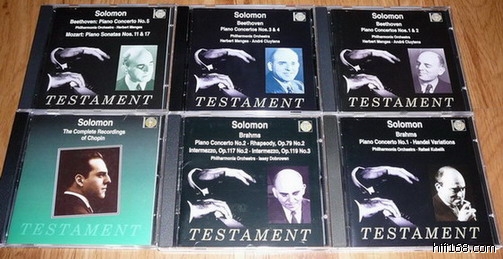 Solomon
Beethoven: Piano Concerto No.5
Philharmonia Orchestra · Herbert Menges
Mozart: Piano Sonatas Nos.11 & 17
TESTAMENT
Solomon
Beethoven
Piano Concertos Nos.3 & 4
Philharmonia Orchestra
Herbert Menges · André Cluytens
TESTAMENT
Solomon
Beethoven
Piano Concertos Nos.1 & 2
Philharmonia Orchestra
Herbert Menges · André Cluytens
TESTAMENT
Solomon
The Complete Recordings
of Chopin
TESTAMENT
Solomon
Brahms
Piano Concerto No.2 · Rhapsody, Op.79 No.2
Intermezzo, Op.117 No.2 · Intermezzo, Op.119 No.3
Philharmonia Orchestra · Issay Dobrowen
TESTAMENT
Solomon
Brahms
Piano Concerto No.1 · Handel Variations
Philharmonia Orchestra · Rafael Kubelik
TESTAMENT
hifi168.com